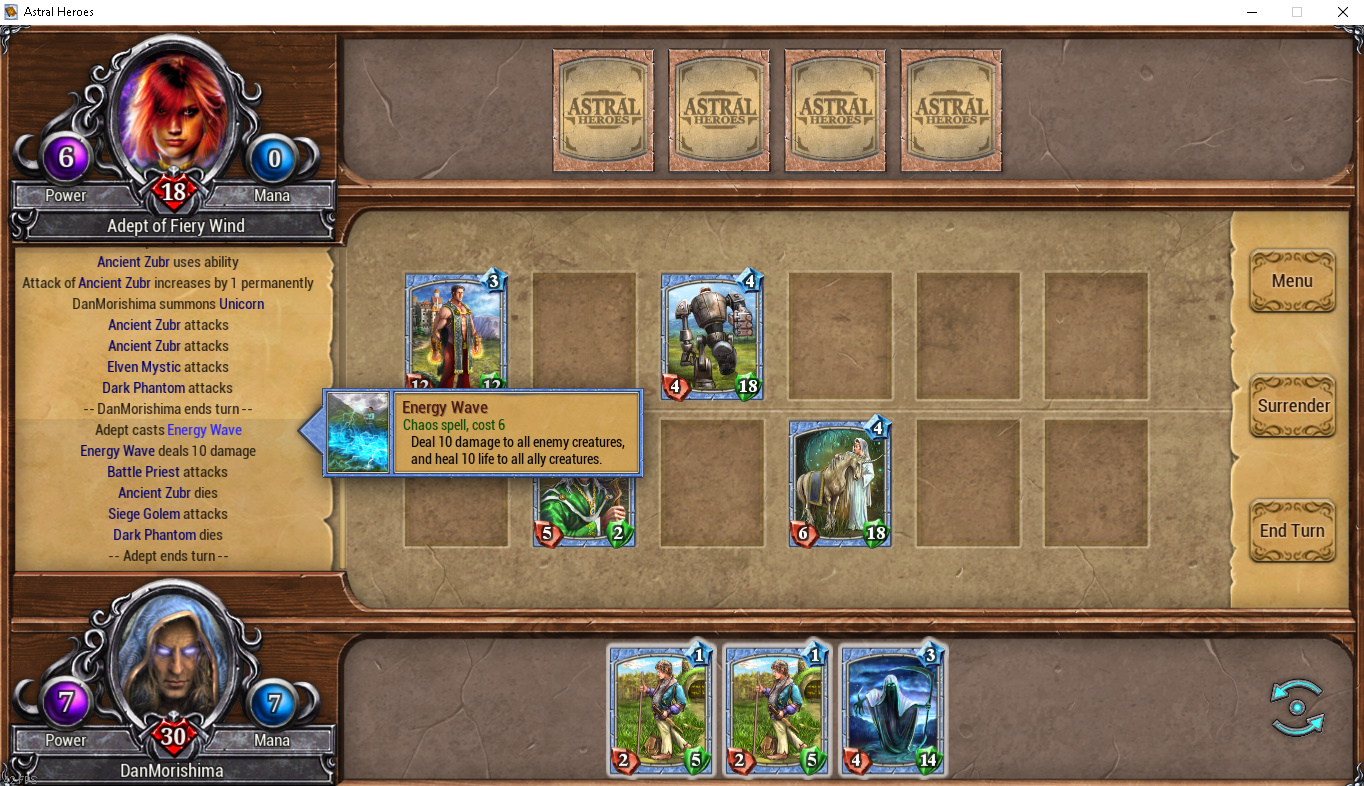 Astral Heroes
ASTRAL
HEROES
ASTRAL
HEROES
ASTRAL
HEROES
ASTRAL
HEROES
6
0
Power
18
Mana
Adept of Fiery Wind
Ancient Zubr uses ability
Attack of Ancient Zubr increases by 1 permanently
DanMorishima summons Unicorn
Ancient Zubr attacks
Ancient Zubr attacks
Elven Mystic attacks
Dark Phantom attacks
-- DanMorishima ends turn --
Adept casts Energy Wave
Energy Wave deals 10 damage
Battle Priest attacks
Ancient Zubr dies
Siege Golem attacks
Dark Phantom dies
-- Adept ends turn --
3
12
12
4
4
18
Energy Wave
Chaos spell, cost 6
Deal 10 damage to all enemy creatures,
and heal 10 life to all ally creatures.
5
2
4
6
18
Menu
Surrender
End Turn
7
7
Power
30
Mana
DanMorishima
1
2
5
1
2
5
3
4
14